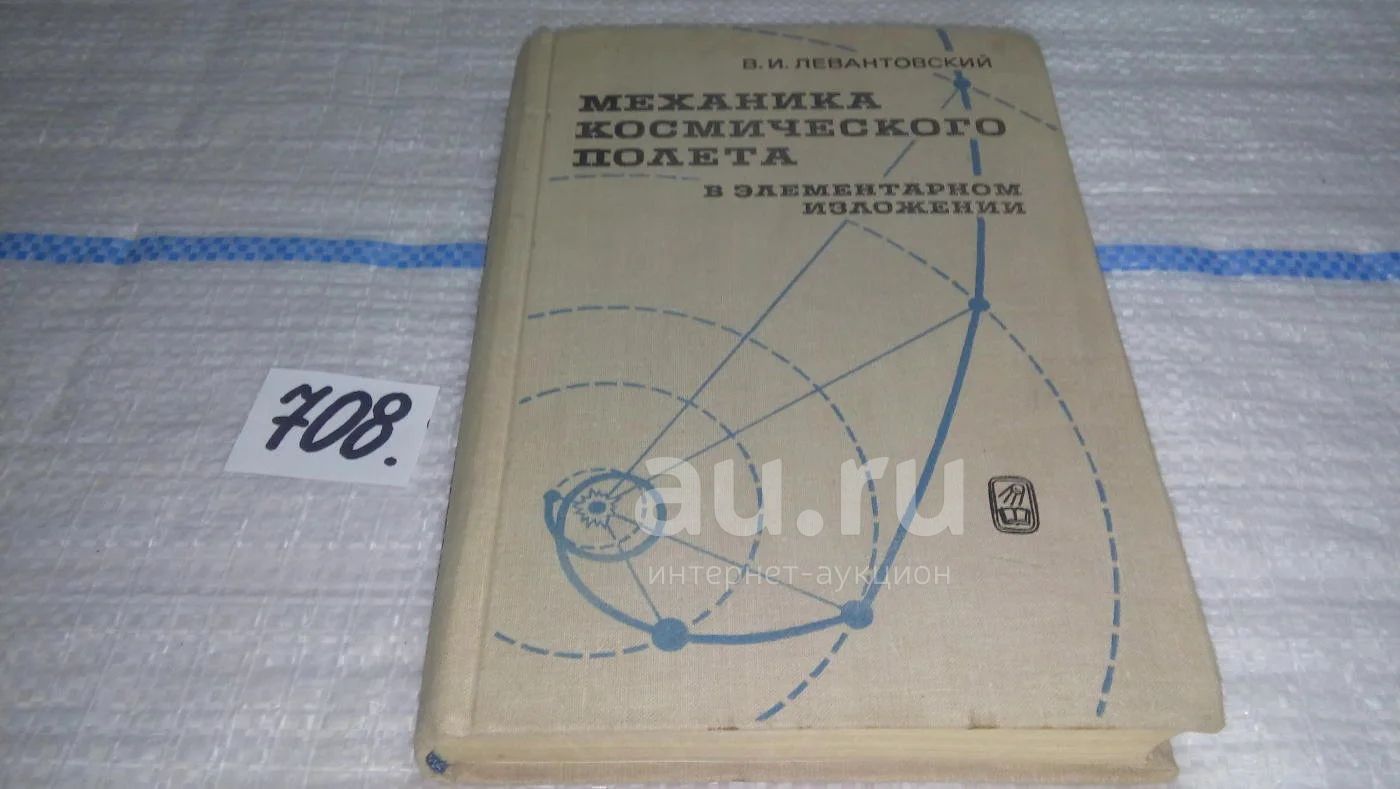 В. И. ЛЕВАНТОВСКИЙ
МЕХАНИКА
КОСМИЧЕСКОГО
ПОЛЕТА
В ЭЛЕМЕНТАРНОМ
ИЗЛОЖЕНИИ
708.
au.ru
интернет-аукцион